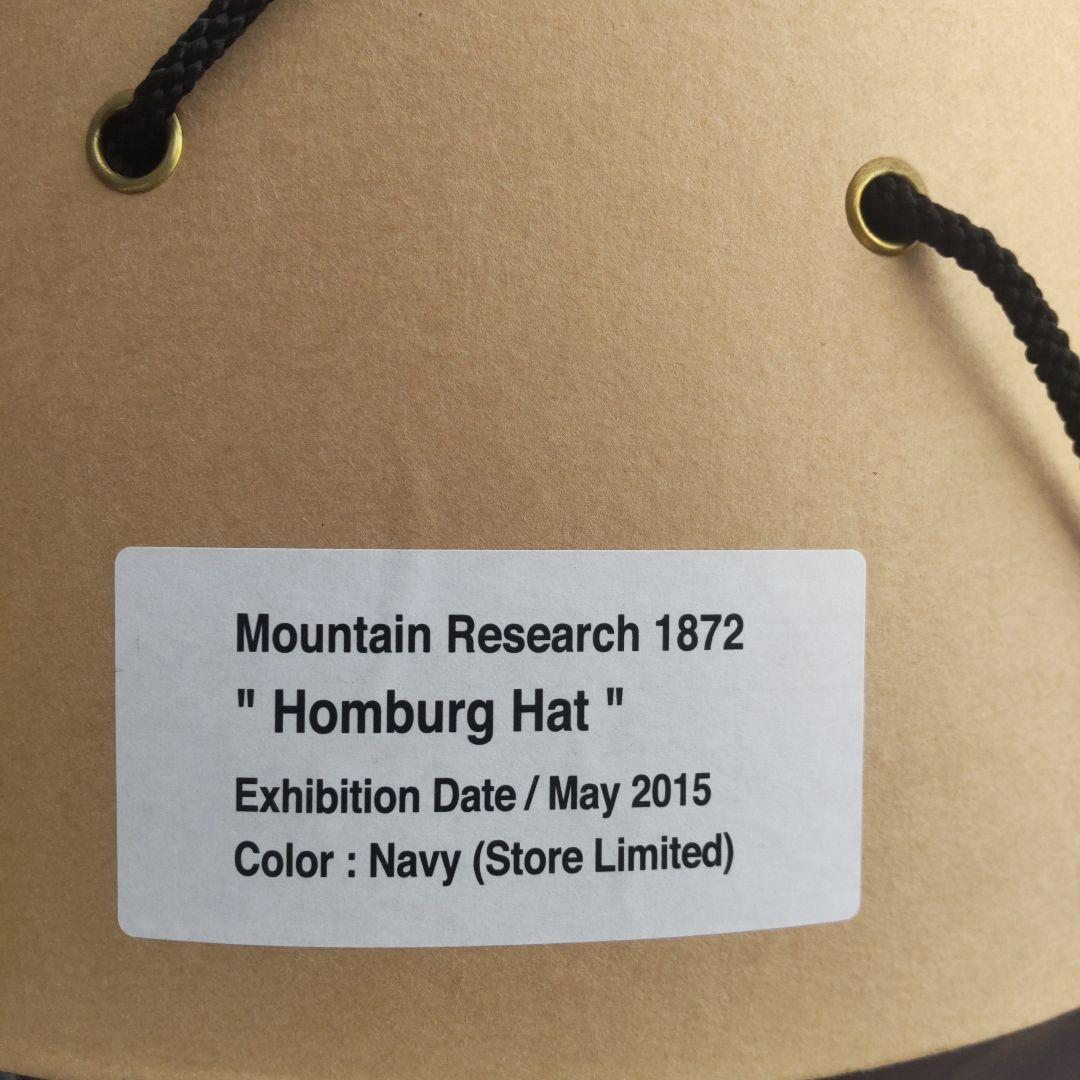 Mountain Research 1872
" Homburg Hat "
Exhibition Date / May 2015
Color : Navy (Store Limited)